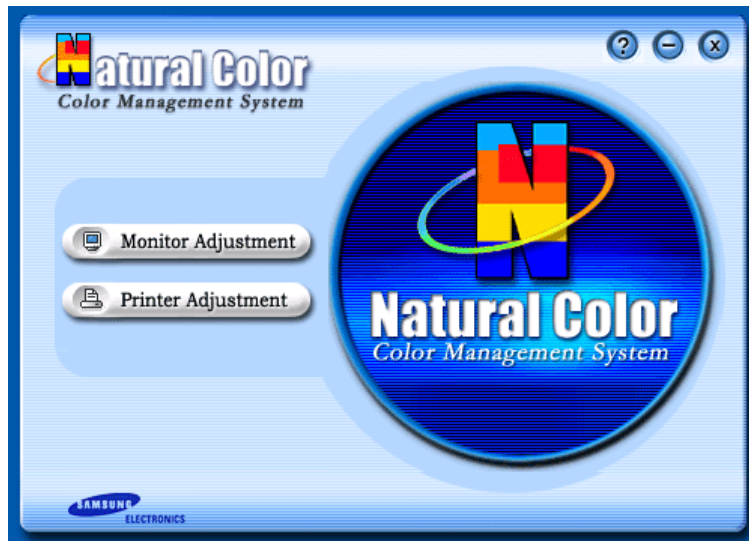 Natural Color
Color Management System
?
–
x
Monitor Adjustment
Printer Adjustment
N
Natural Color
Color Management System
SAMSUNG
ELECTRONICS